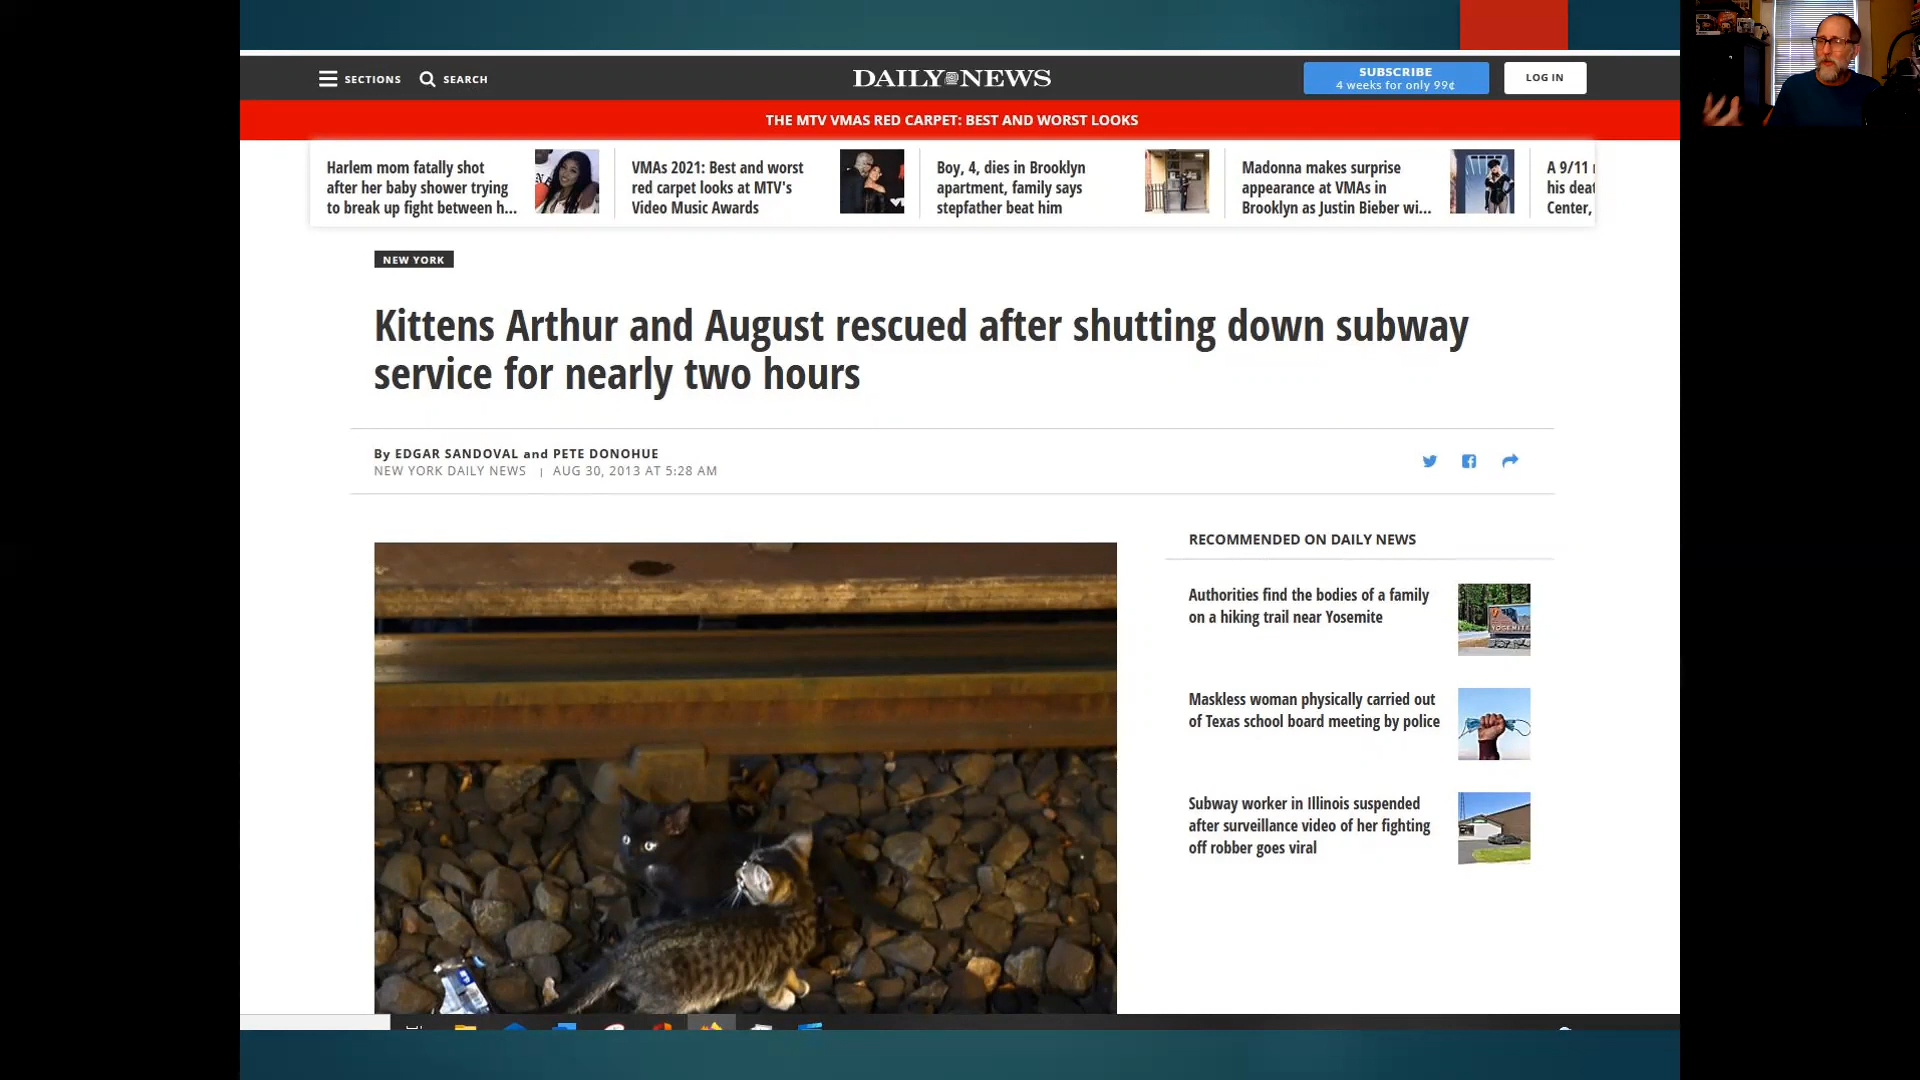 SECTIONS
SEARCH
DAILY NEWS
SUBSCRIBE
4 weeks for only 99¢
LOG IN
THE MTV VMAS RED CARPET: BEST AND WORST LOOKS
Harlem mom fatally shot
after her baby shower trying
to break up fight between h...
VMAs 2021: Best and worst
red carpet looks at MTV's
Video Music Awards
Boy, 4, dies in Brooklyn
apartment, family says
stepfather beat him
Madonna makes surprise
appearance at VMAs in
Brooklyn as Justin Bieber wi...
A 9/11
his
Center,
NEW YORK
Kittens Arthur and August rescued after shutting down subway
service for nearly two hours
By EDGAR SANDOVAL and PETE DONOHUE
NEW YORK DAILY NEWS | AUG 30, 2013 AT 5:28 AM
RECOMMENDED ON DAILY NEWS
Authorities find the bodies of a family
on a hiking trail near Yosemite
YOSEMITE
Maskless woman physically carried out
of Texas school board meeting by police
Subway worker in Illinois suspended
after surveillance video of her fighting
off robber goes viral